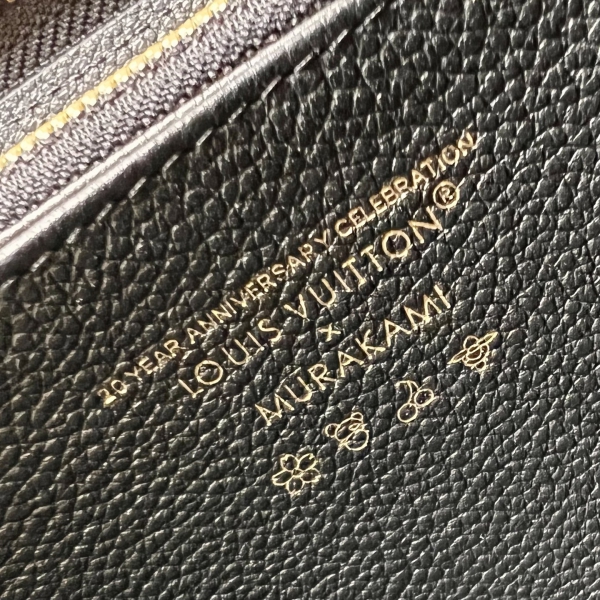 20 YEAR ANNIVERSARY CELEBRATION
LOUIS VUITTON®
×
MURAKAMI